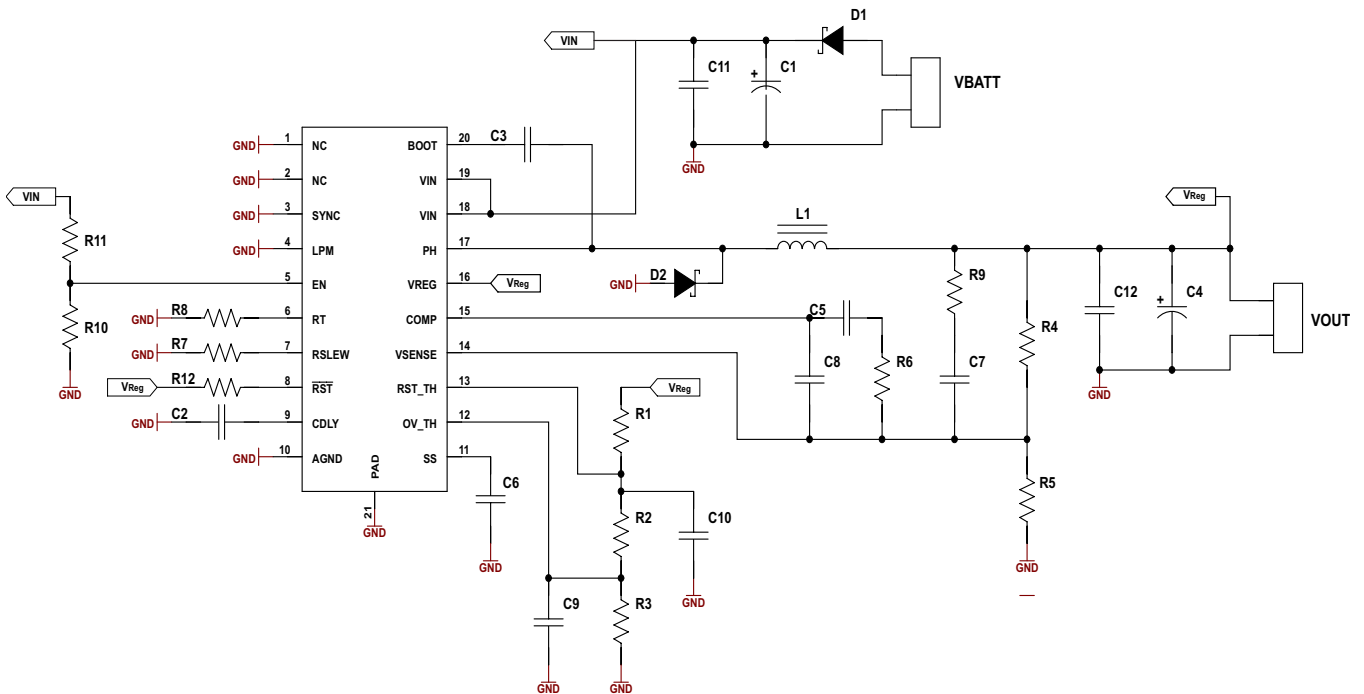 D1
VIN
C11
+
C1
VBATT
GND
GND 1 NC BOOT 20 C3
GND 2 NC VIN 19
VIN
GND 3 SYNC VIN 18
VReg
R11
GND 4 LPM PH 17
L1
5 EN VREG 16 VReg
GND D2
R9
C12
+
C4
VOUT
R10
GND R8 6 RT COMP 15
C5
R4
GND R7 7 RSLEW VSENSE 14
C8
R6
C7
GND
VReg R12 8 RST RST_TH 13
VReg
GND
GND C2 9 CDLY OV_TH 12
R1
GND 10 AGND SS 11
PAD
21
GND
C6
R5
R2
C10
GND
GND
C9
R3
GND
GND
GND